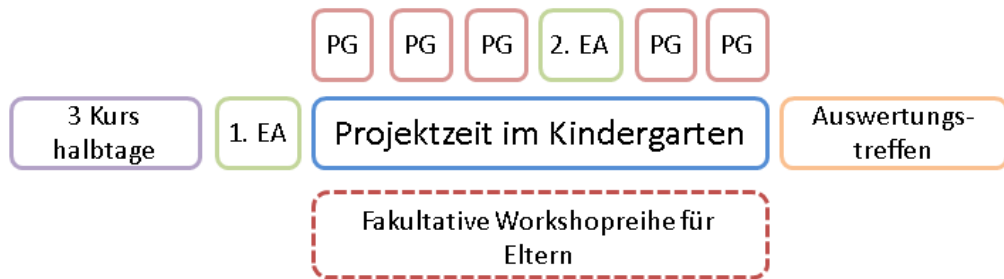 PG PG PG 2. EA PG PG
3 Kurs
halbtage
1. EA
Projektzeit im Kindergarten
Auswertungs-
treffen
Fakultative Workshopreihe für
Eltern